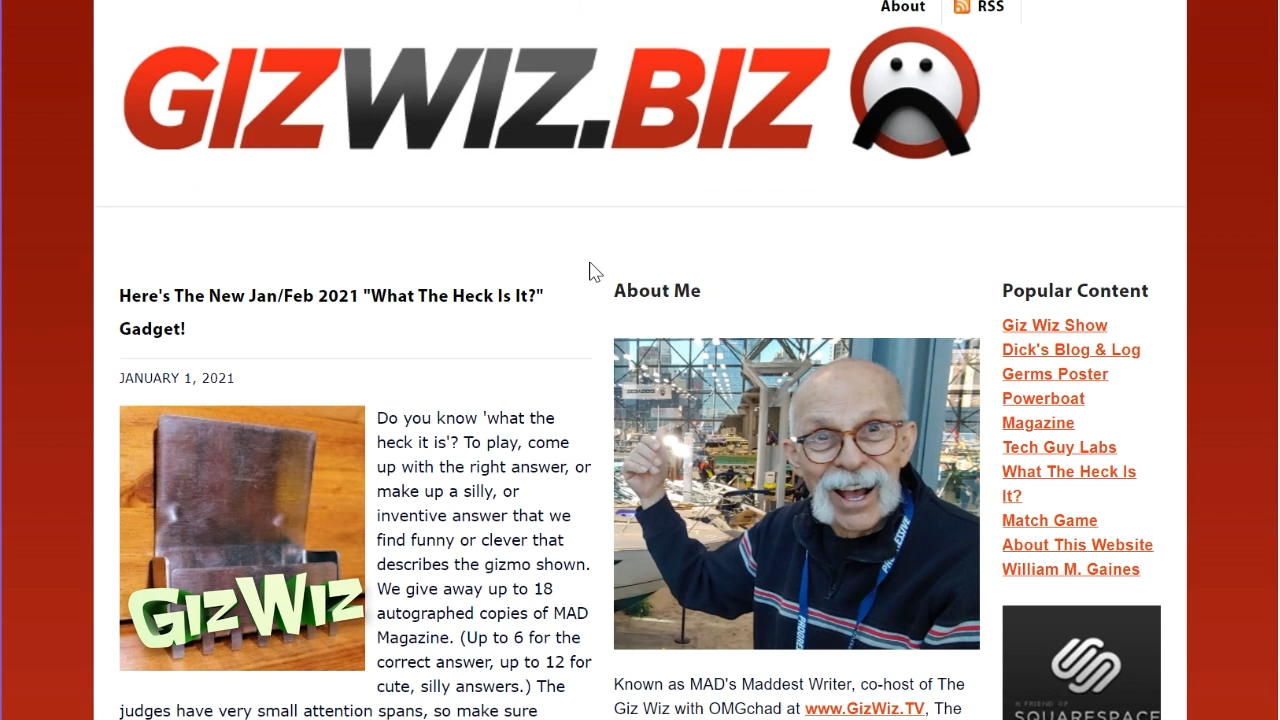 About
RSS
GIZWIZ.BIZ
Here's The New Jan/Feb 2021 "What The Heck Is It?"
Gadget!
JANUARY 1, 2021
Do you know 'what the
heck it is'? To play, come
up with the right answer, or
make up a silly, or
inventive answer that we
find funny or clever that
describes the gizmo shown.
We give away up to 18
autographed copies of MAD
Magazine. (Up to 6 for the
correct answer, up to 12 for
cute, silly answers.) The
judges have very small attention spans, so make sure
GIZWIZ
About Me
PROGRESSIVE
Known as MAD's Maddest Writer, co-host of The
Giz Wiz with OMGchad at www.GizWiz.TV, The
Popular Content
Giz Wiz Show
Dick's Blog & Log
Germs Poster
Powerboat
Magazine
Tech Guy Labs
What The Heck Is
It?
Match Game
About This Website
William M. Gaines
A FRIEND OF
SQUARESPACE